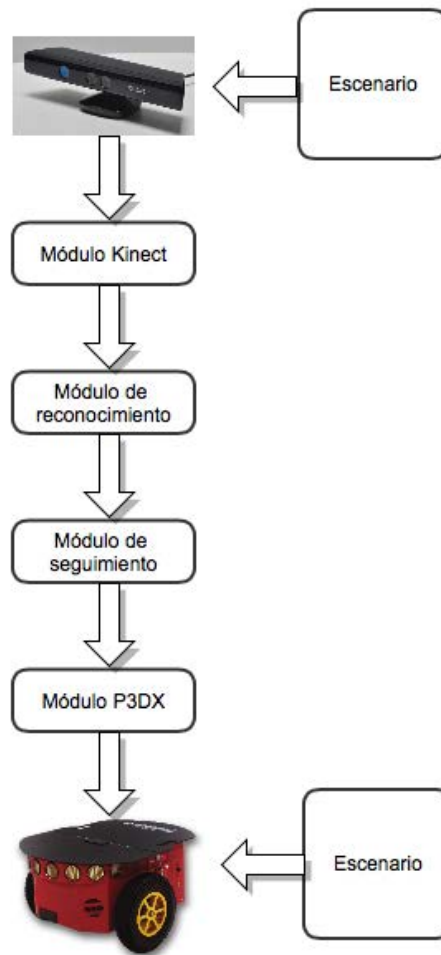 Escenario
Módulo Kinect
Módulo de
reconocimiento
Módulo de
seguimiento
Módulo P3DX
Escenario